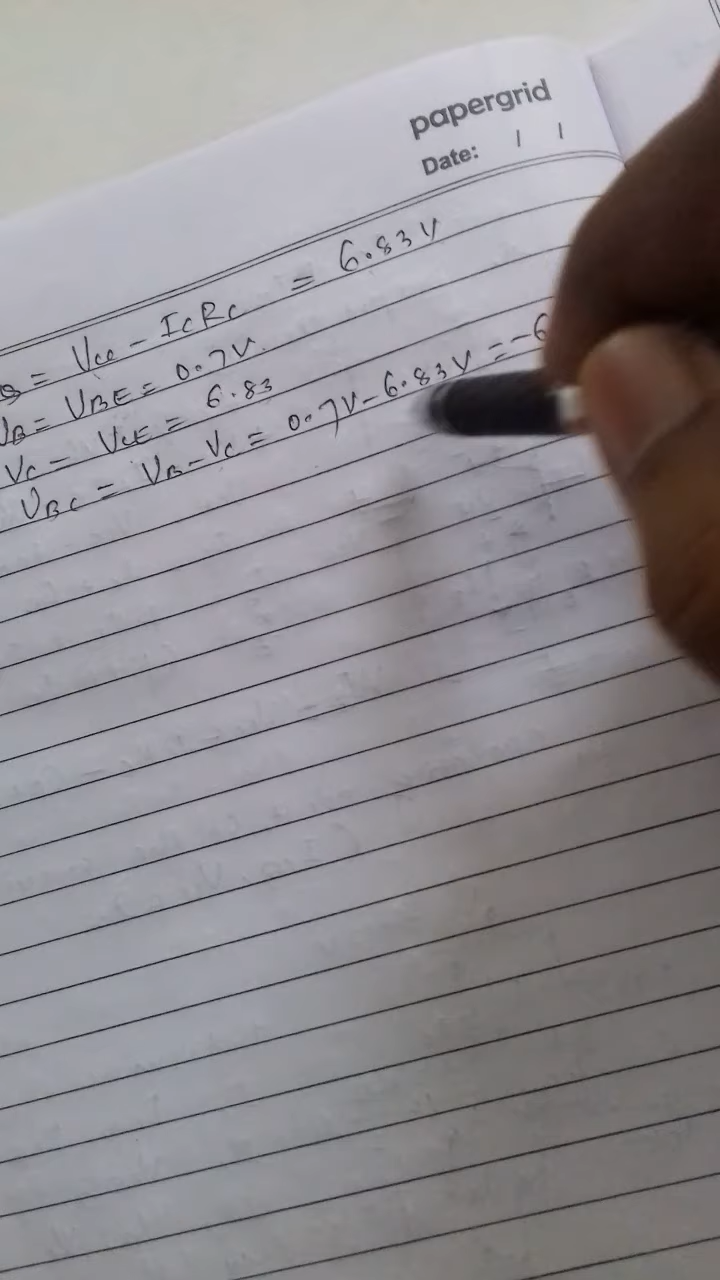 papergrid
Date: / /
= Vcc - IcRc = 6.83V
VB = VBE = 0.7V.
Vc = VCE = 6.83
VBC = VB-Vc = 0.7V-6.83V = -6